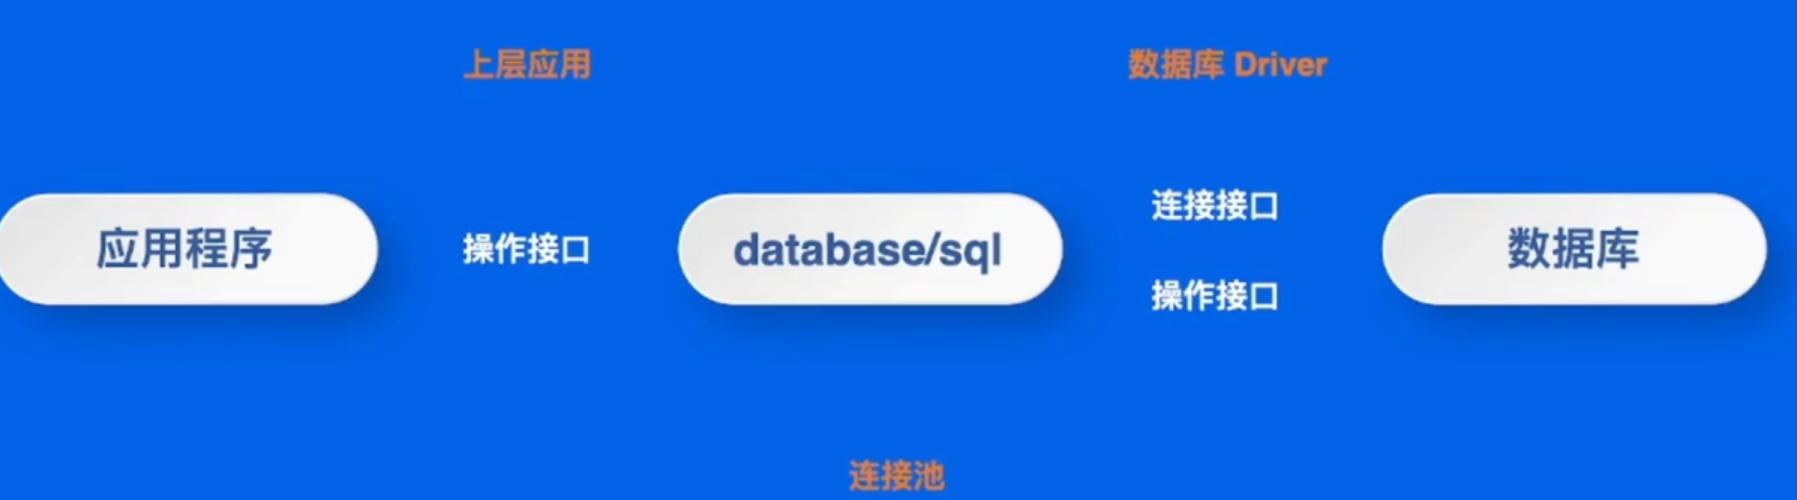 上层应用
数据库 Driver
应用程序
操作接口
database/sql
连接接口
操作接口
数据库
连接池